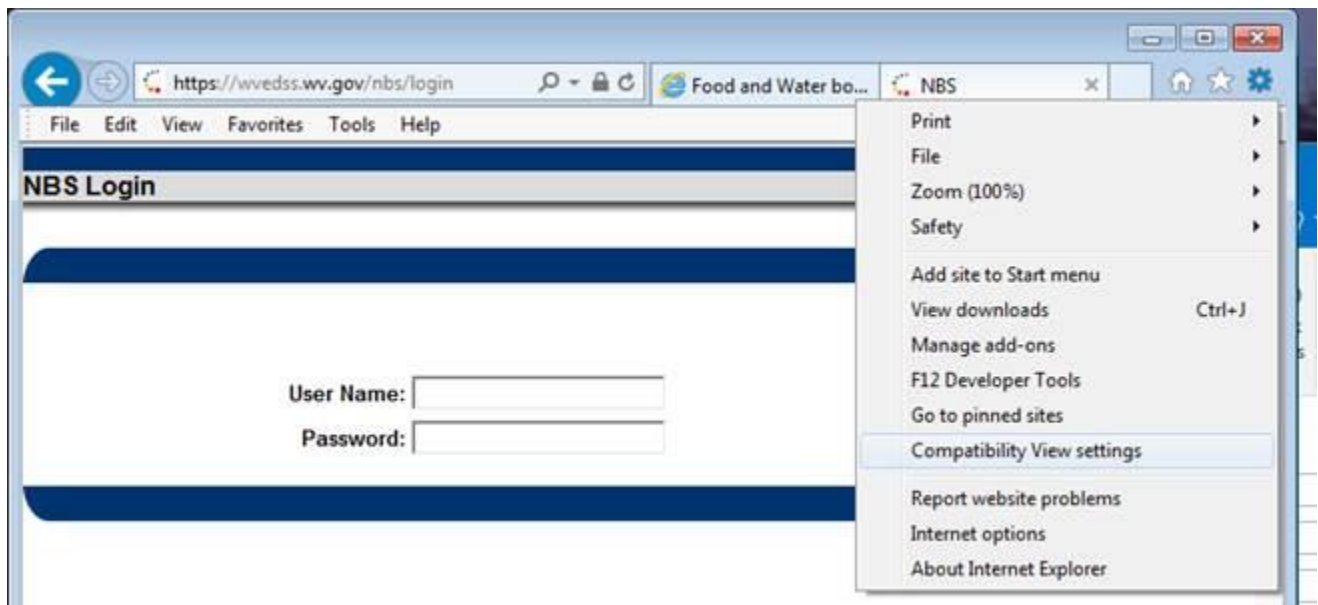 https://wvedss.wv.gov/nbs/login
Food and Water bo...
NBS
File Edit View Favorites Tools Help
NBS Login
User Name:
Password:
Print
File
Zoom (100%)
Safety
Add site to Start menu
View downloads Ctrl+J
Manage add-ons
F12 Developer Tools
Go to pinned sites
Compatibility View settings
Report website problems
Internet options
About Internet Explorer